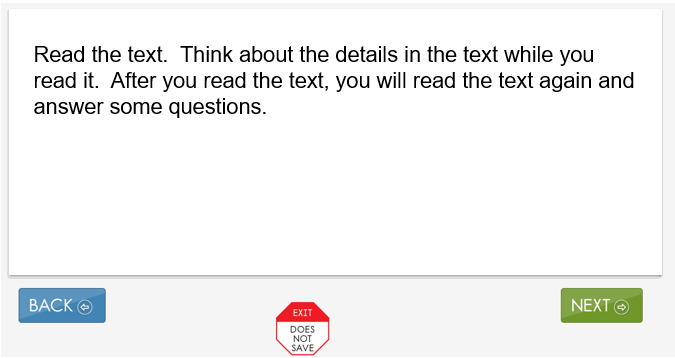 Read the text.  Think about the details in the text while you
read it.  After you read the text, you will read the text again and
answer some questions.
BACK
EXIT
DOES
NOT
SAVE
NEXT